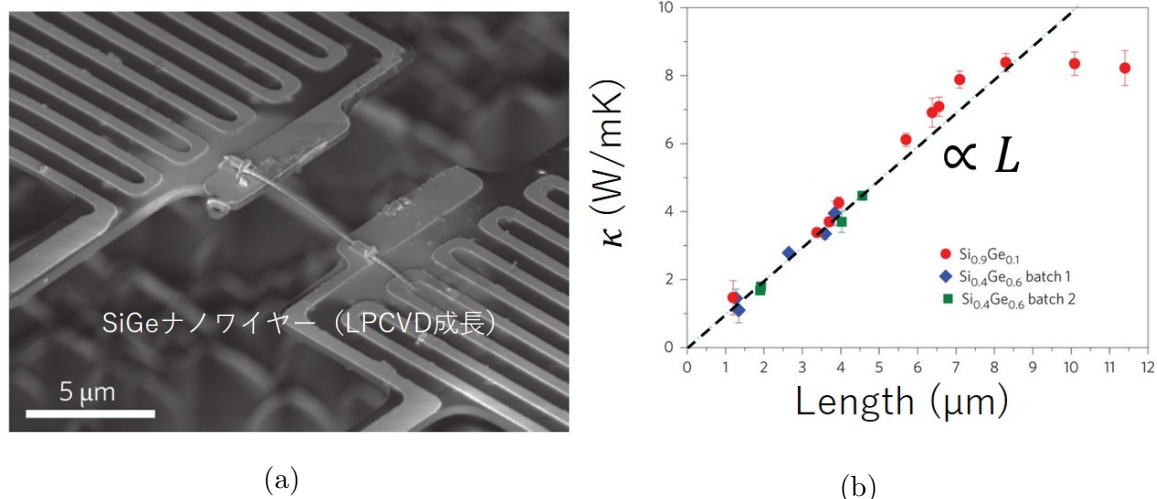 SiGeナノワイヤー（LPCVD成長）
5 μm
(a)
10
8
6
4
2
0
κ (W/mK)
∝ L
Si0.9Ge0.1
Si0.4Ge0.6 batch 1
Si0.4Ge0.6 batch 2
0 1 2 3 4 5 6 7 8 9 10 11 12
Length (μm)
(b)